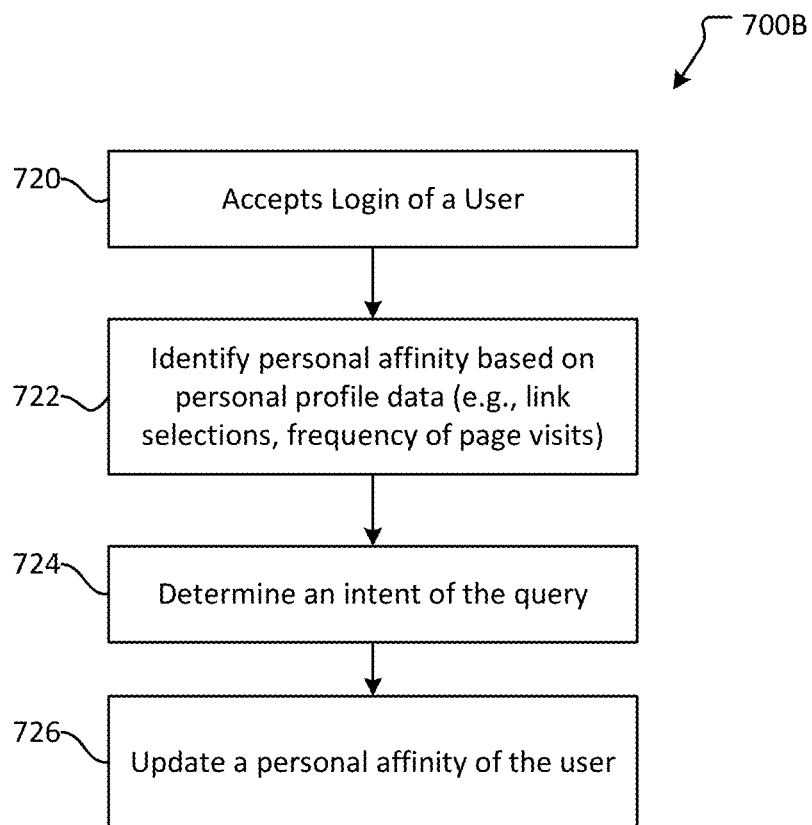 700B
720
Accepts Login of a User
722
Identify personal affinity based on
personal profile data (e.g., link
selections, frequency of page visits)
724
Determine an intent of the query
726
Update a personal affinity of the user